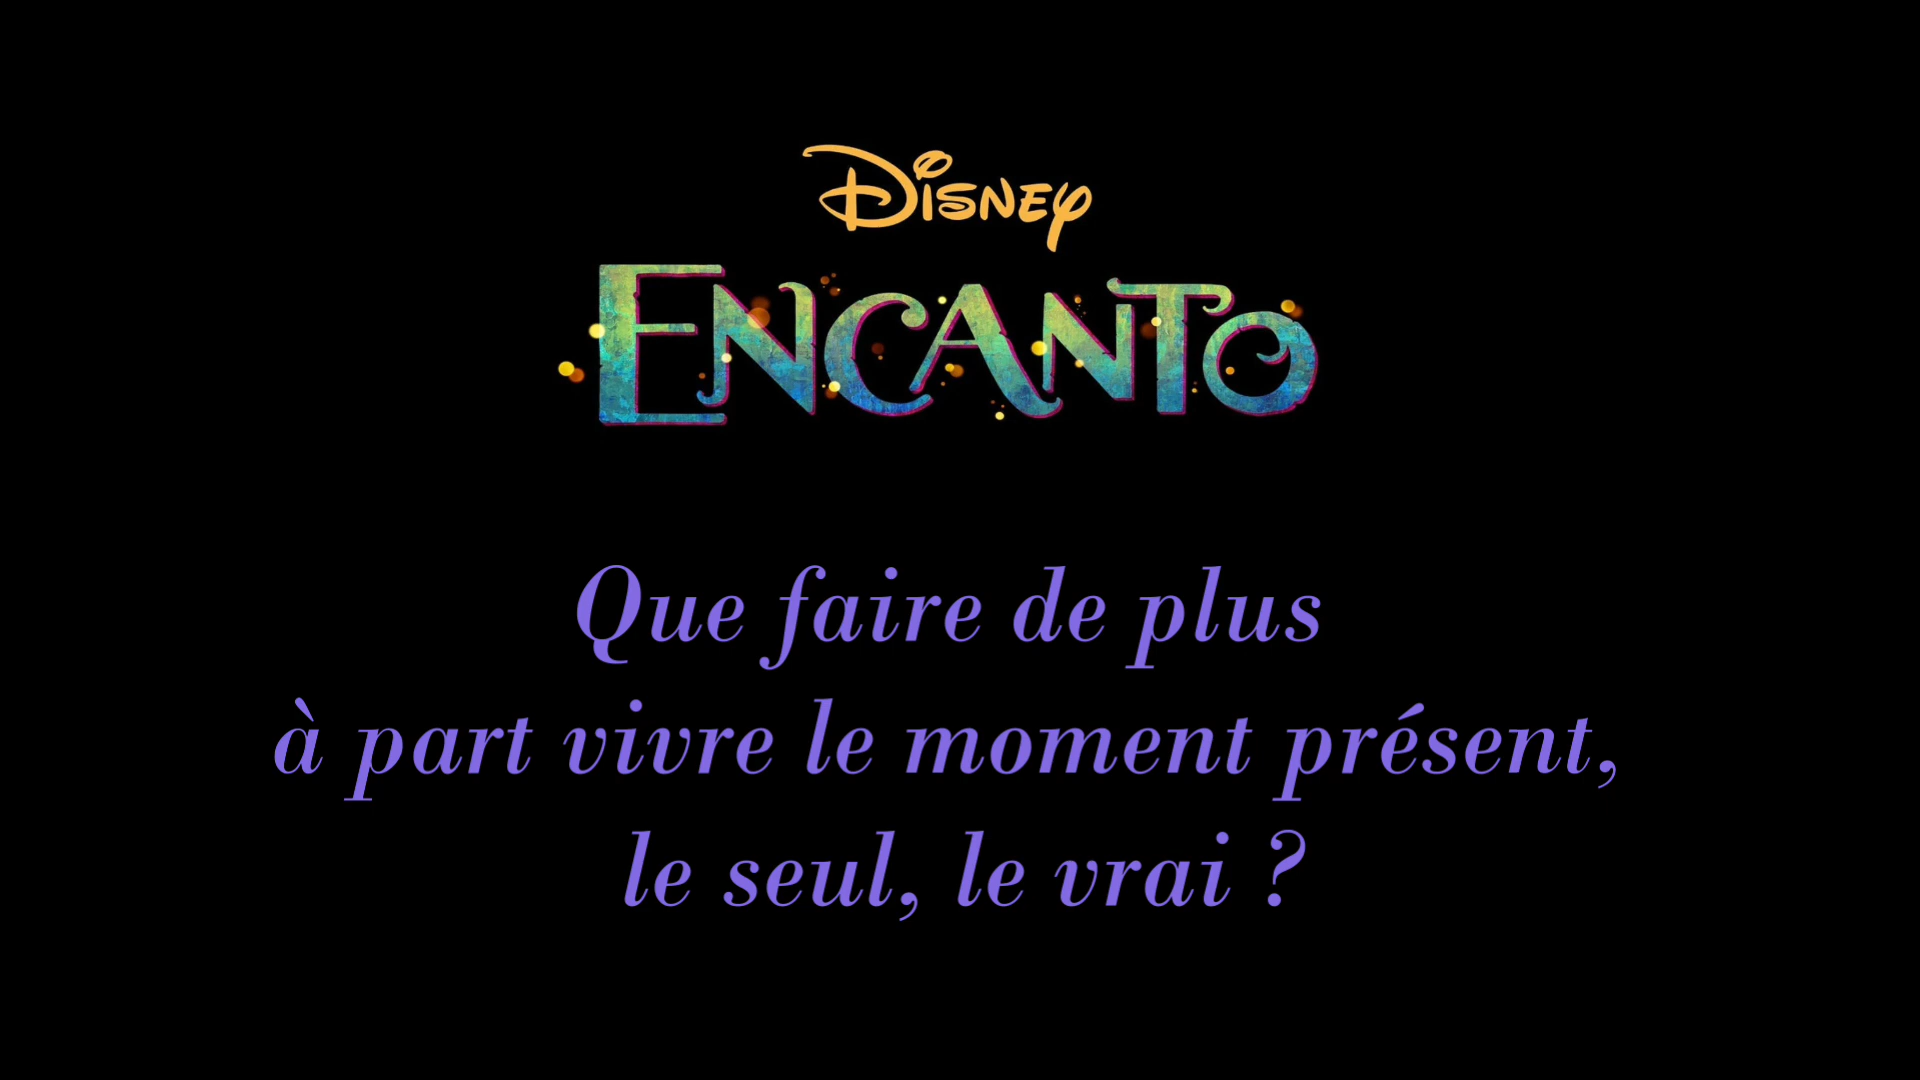 Disney
ENCANTO
Que faire de plus
à part vivre le moment présent,
le seul, le vrai ?